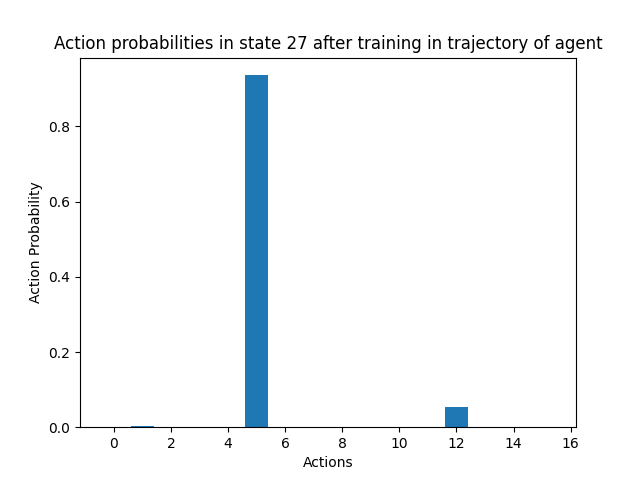 Action probabilities in state 27 after training in trajectory of agent
Action Probability
0.8
0.6
0.4
0.2
0.0
0 2 4 6 8 10 12 14 16
Actions